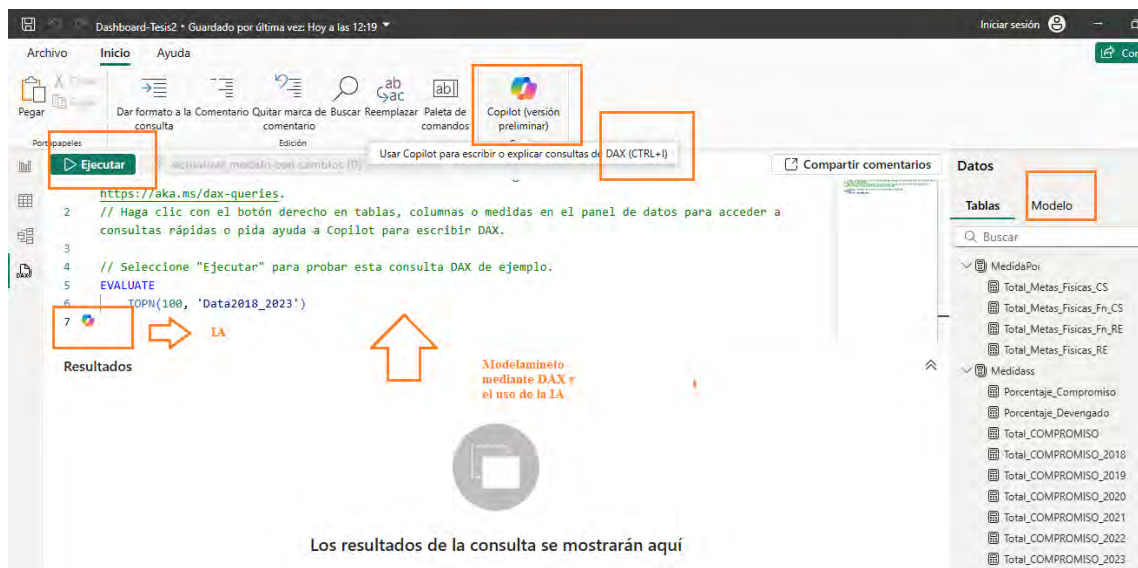 Dashboard-Tesis2 • Guardado por última vez: Hoy a las 12:19
Iniciar sesión
Archivo Inicio Ayuda
Pegar
Dar formato a la consulta
Comentario
Quitar marca de comentario
Buscar
Reemplazar
Paleta de comandos
Copilot (versión preliminar)
Edición
Usar Copilot para escribir o explicar consultas de DAX (CTRL+I)
Ejecutar
Compartir comentarios
Datos
https://aka.ms/dax-queries.
2 // Haga clic con el botón derecho en tablas, columnas o medidas en el panel de datos para acceder a
consultas rápidas o pida ayuda a Copilot para escribir DAX.
3
4 // Seleccione "Ejecutar" para probar esta consulta DAX de ejemplo.
5 EVALUATE
6 TOPN(100, 'Data2018_2023')
7
IA
Resultados
Modelamineto
mediante DAX
el uso de la IA
Los resultados de la consulta se mostrarán aquí
Tablas Modelo
Buscar
MedidaPoi
Total_Metas_Fisicas_CS
Total_Metas_Fisicas_Fn_CS
Total_Metas_Fisicas_Fn_RE
Total_Metas_Fisicas_RE
Medidass
Porcentaje_Compromiso
Porcentaje_Devengado
Total_COMPROMISO
Total_COMPROMISO_2018
Total_COMPROMISO_2019
Total_COMPROMISO_2020
Total_COMPROMISO_2021
Total_COMPROMISO_2022
Total_COMPROMISO_2023